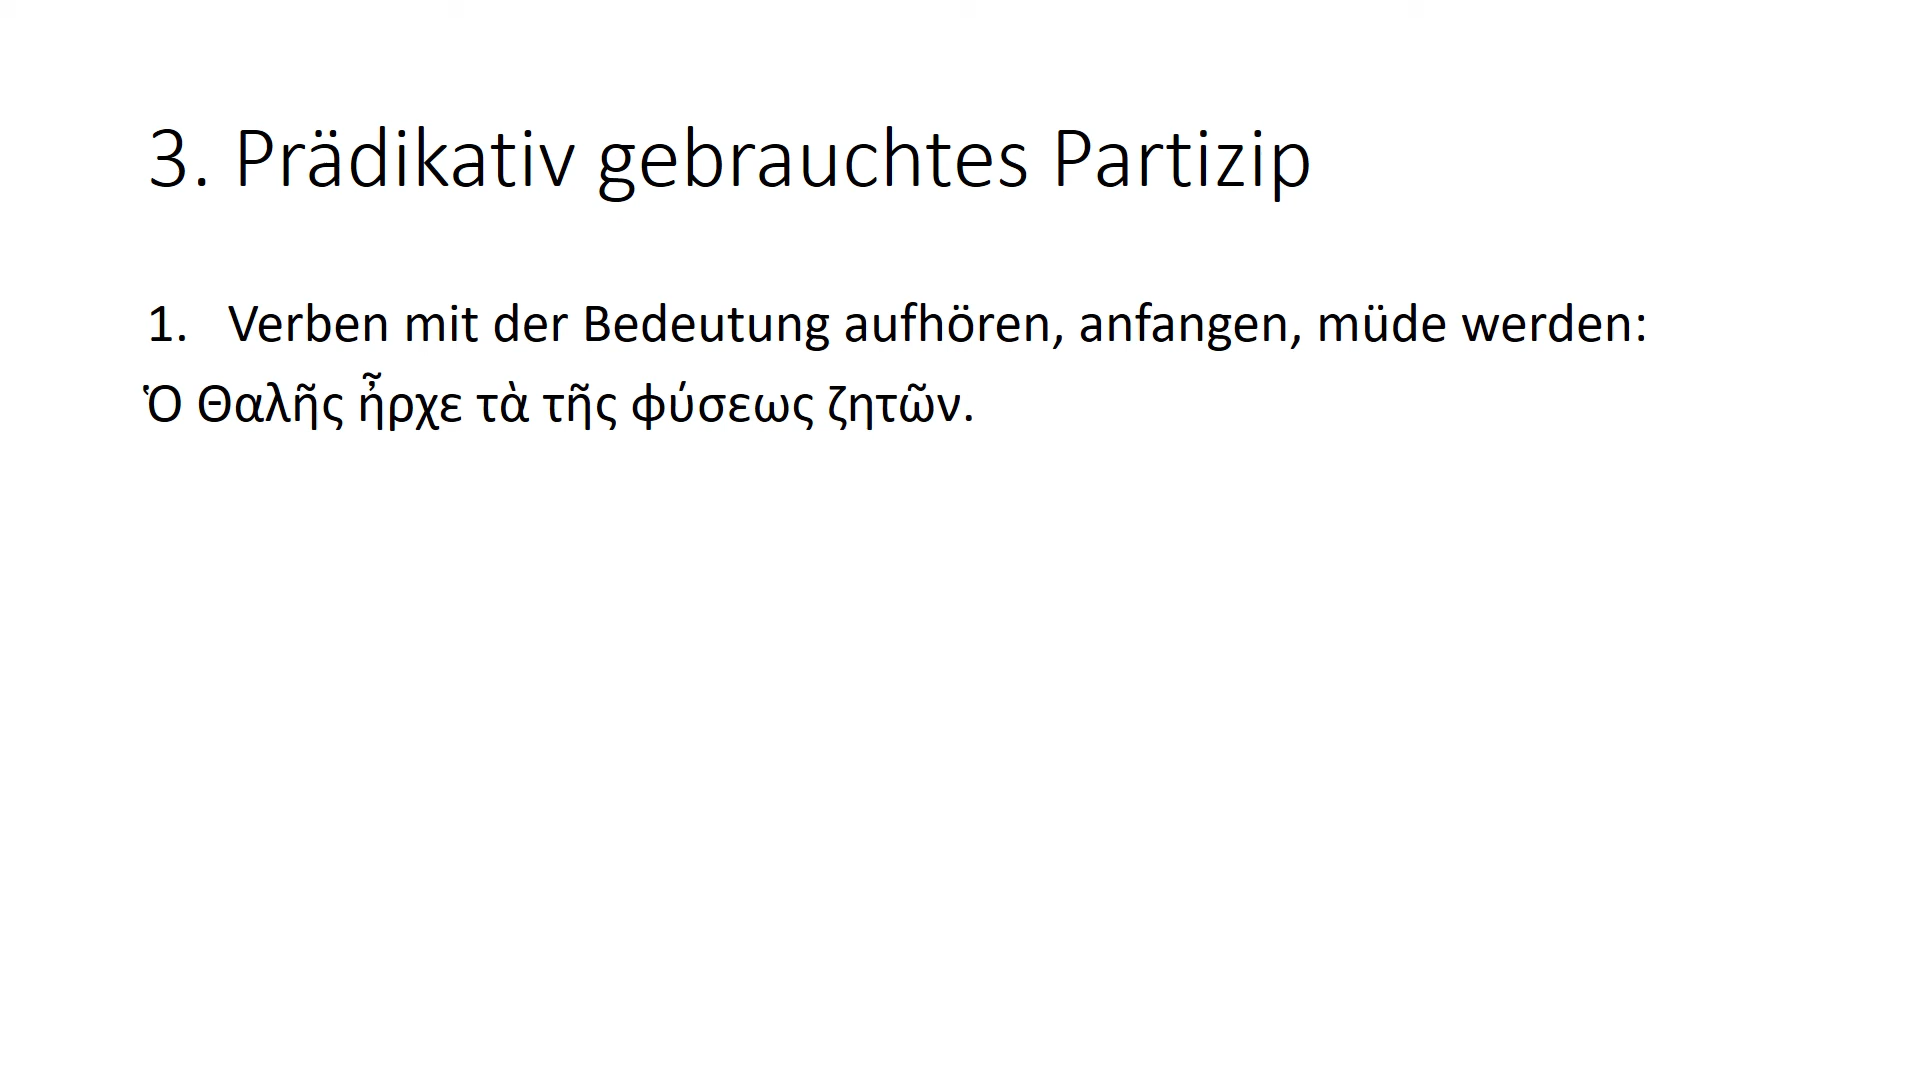 3. Prädikativ gebrauchtes Partizip
1. Verben mit der Bedeutung aufhören, anfangen, müde werden:
Ὁ Θαλῆς ἦρχε τὰ τῆς φύσεως ζητῶν.